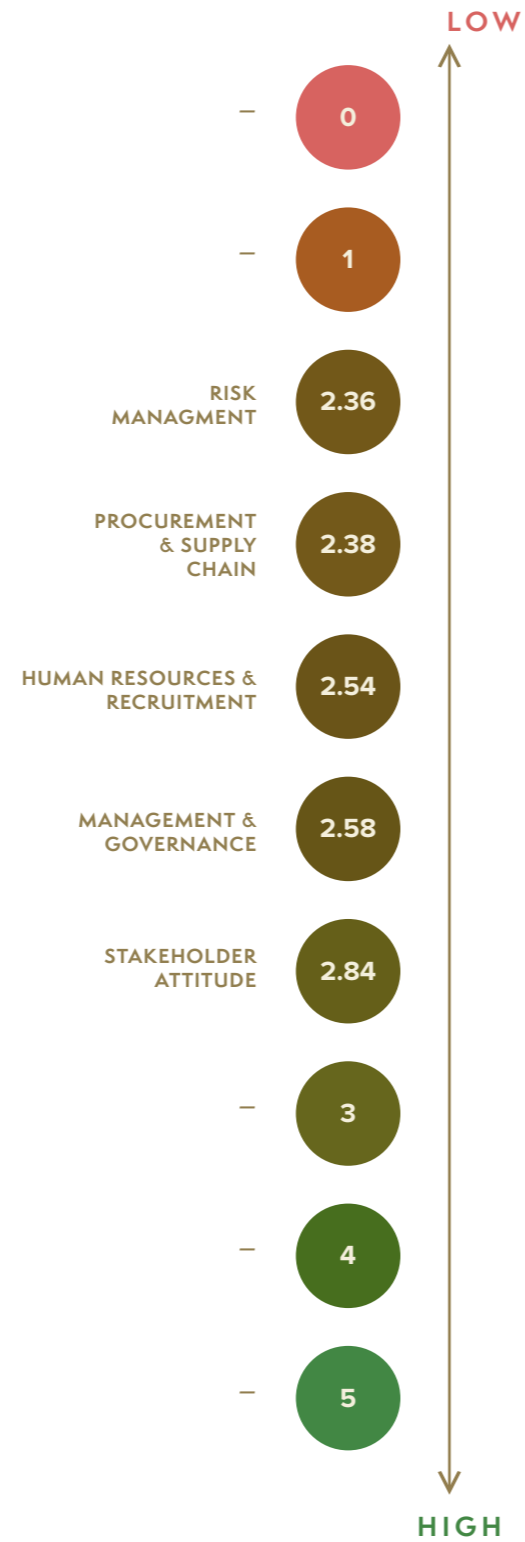 LOW
– 0
– 1
RISK
MANAGMENT
2.36
PROCUREMENT
& SUPPLY
CHAIN
2.38
HUMAN RESOURCES &
RECRUITMENT
2.54
MANAGEMENT &
GOVERNANCE
2.58
STAKEHOLDER
ATTITUDE
2.84
– 3
– 4
– 5
HIGH